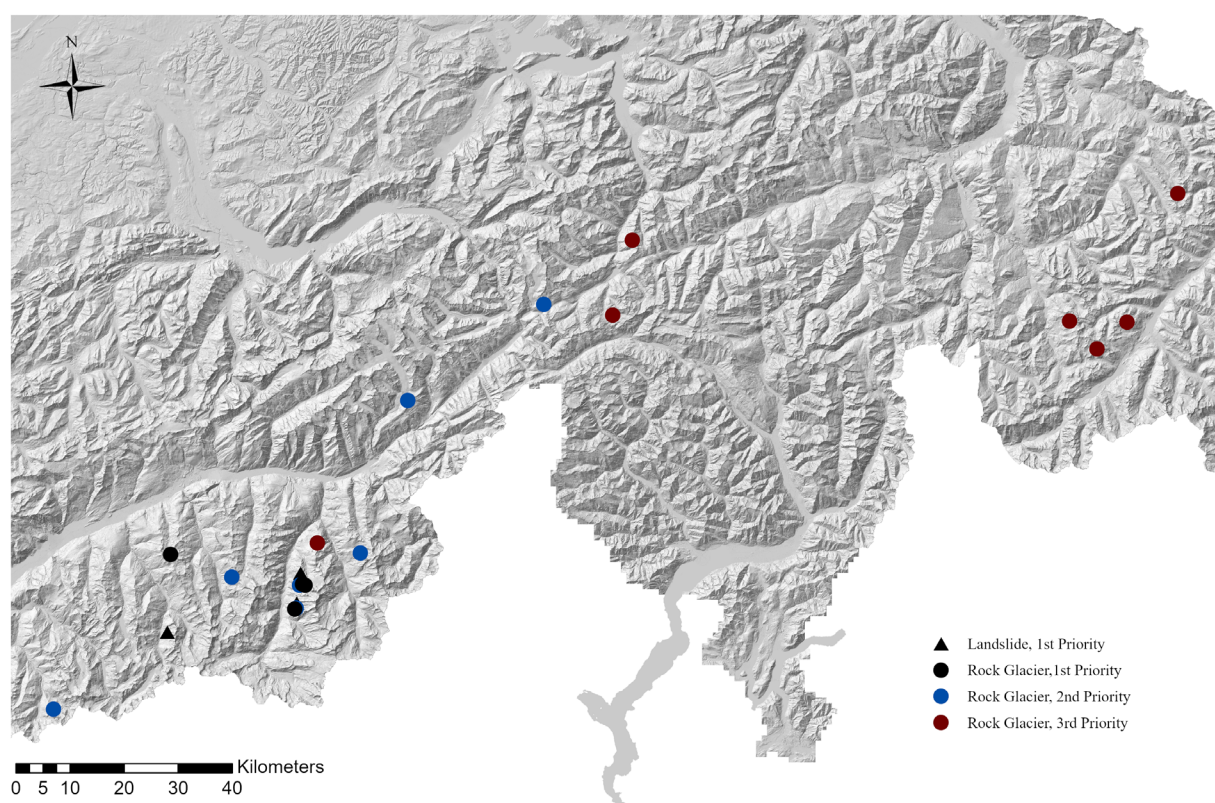 N
Landslide, 1st Priority
Rock Glacier,1st Priority
Rock Glacier, 2nd Priority
Rock Glacier, 3rd Priority
Kilometers
0 5 10 20 30 40